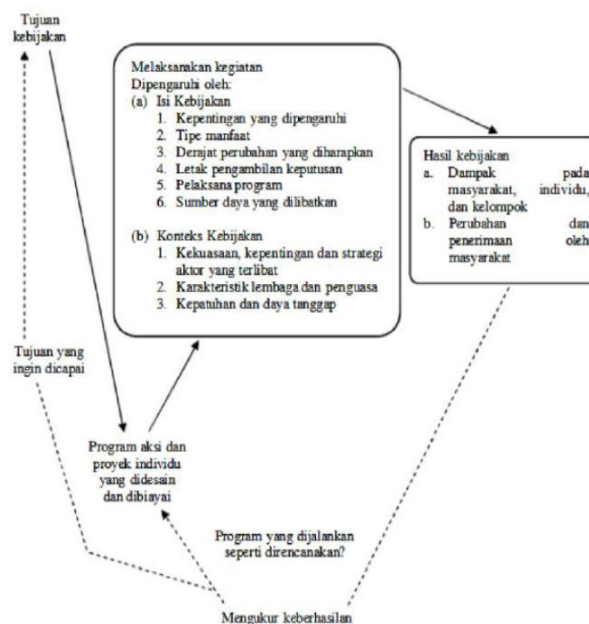 Tujuan
kebijakan
Melaksanakan kegiatan
Dipengaruhi oleh:
(a) Isi Kebijakan
1. Kepentingan yang dipengaruhi
2. Tipe manfaat
3. Derajat perubahan yang diharapkan
4. Letak pengambilan keputusan
5. Pelaksana program
6. Sumber daya yang dilibatkan
(b) Konteks Kebijakan
1. Kekuasaan, kepentingan dan strategi
aktor yang terlibat
2. Karakteristik lembaga dan penguasa
3. Kepatuhan dan daya tanggap
Hasil kebijakan
a. Dampak pada
masyarakat, individu,
dan kelompok
b. Perubahan dan
penerimaan oleh
masyarakat
Tujuan yang
ingin dicapai
Program aksi dan
proyek individu
yang didesain
dan dibiayai
Program yang dijalankan
seperti direncanakan?
Mengukur keberhasilan